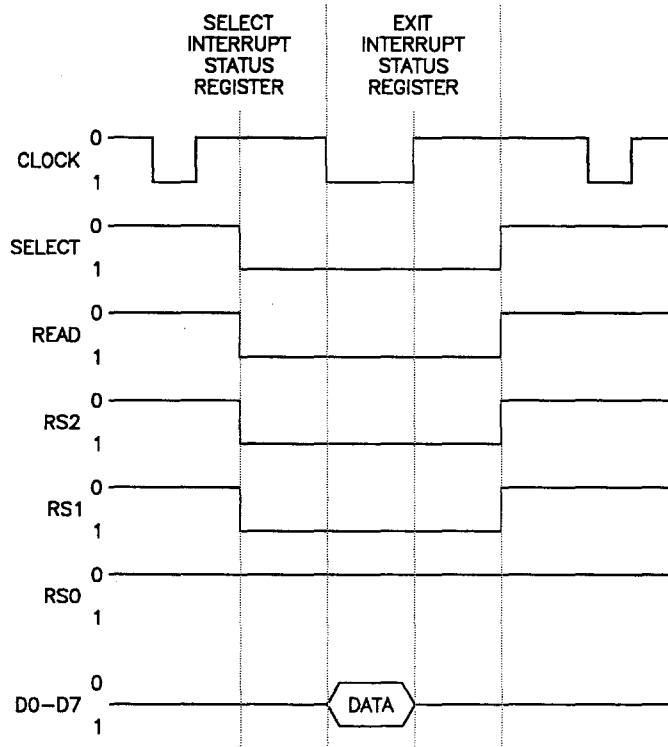 SELECT
INTERRUPT
STATUS
REGISTER
EXIT
INTERRUPT
STATUS
REGISTER
0
CLOCK
1
0
SELECT
1
0
READ
1
0
RS2
1
0
RS1
1
0
RS0
1
0
D0-D7
DATA
1